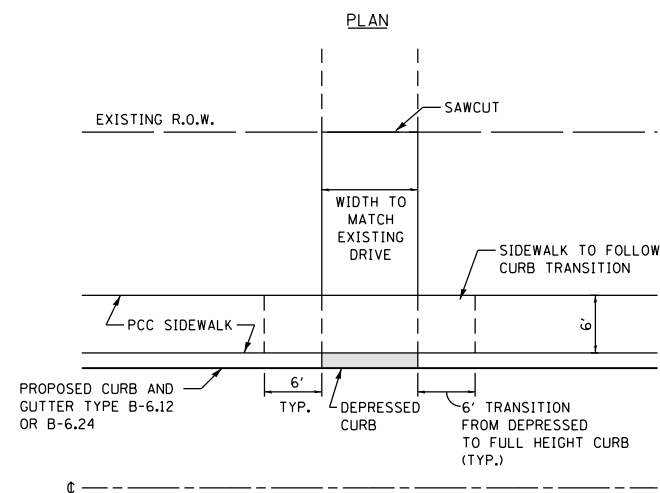 PLAN
SAWCUT
EXISTING R.O.W.
WIDTH TO
MATCH
EXISTING
DRIVE
SIDEWALK TO FOLLOW
CURB TRANSITION
PCC SIDEWALK
6'
PROPOSED CURB AND
GUTTER TYPE B-6.12
OR B-6.24
6'
TYP.
DEPRESSED
CURB
6' TRANSITION
FROM DEPRESSED
TO FULL HEIGHT CURB
(TYP.)
℄